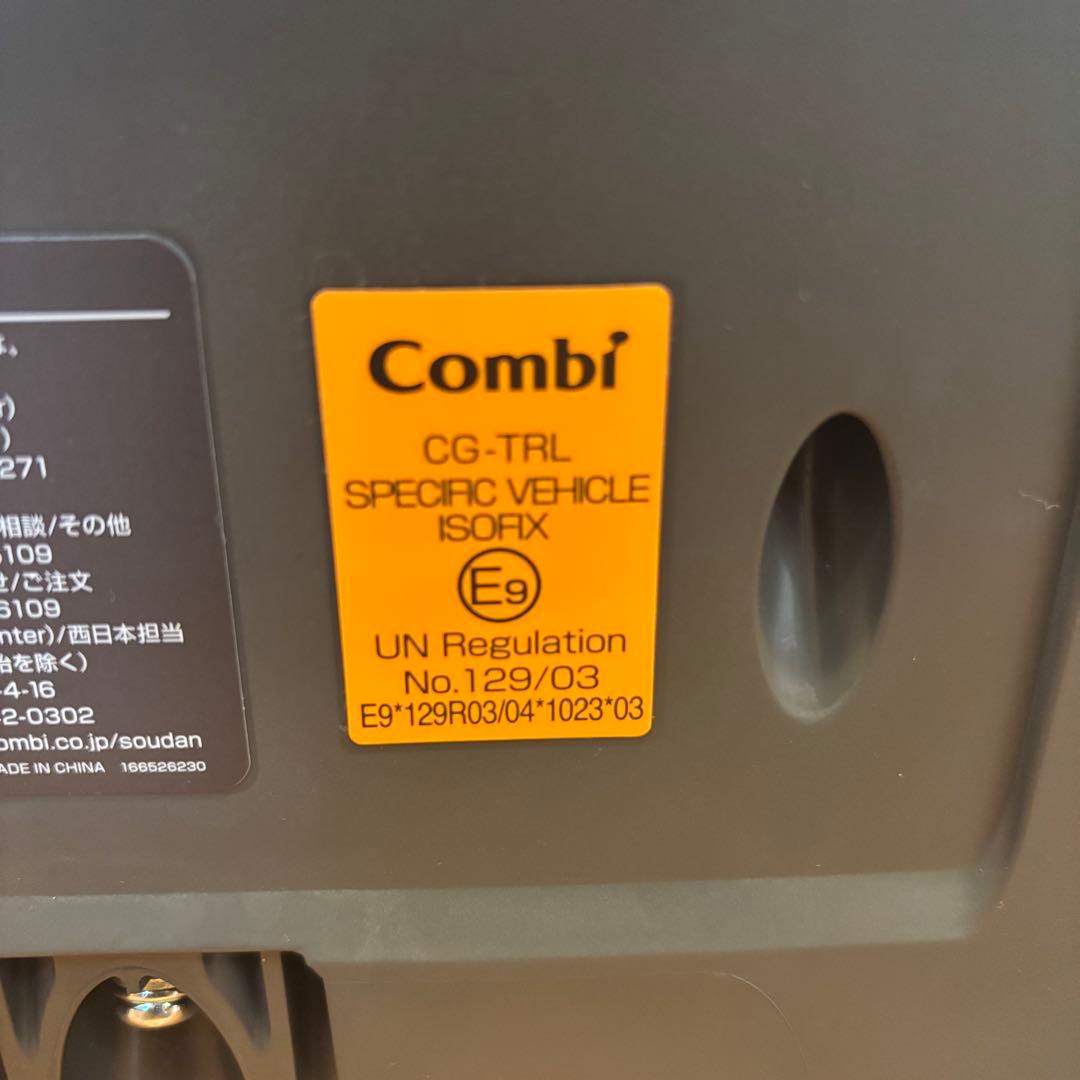 は、
r)
)
271
相談/その他
6109
せ/ご注文
6109
nter)/西日本担当
治を除く)
-4-16
2-0302
ombi.co.jp/soudan
ADE IN CHINA 166526230
Combi
CG-TRL
SPECIFIC VEHICLE
ISOFIX
E9
UN Regulation
No.129/03
E9*129R03/04*1023*03